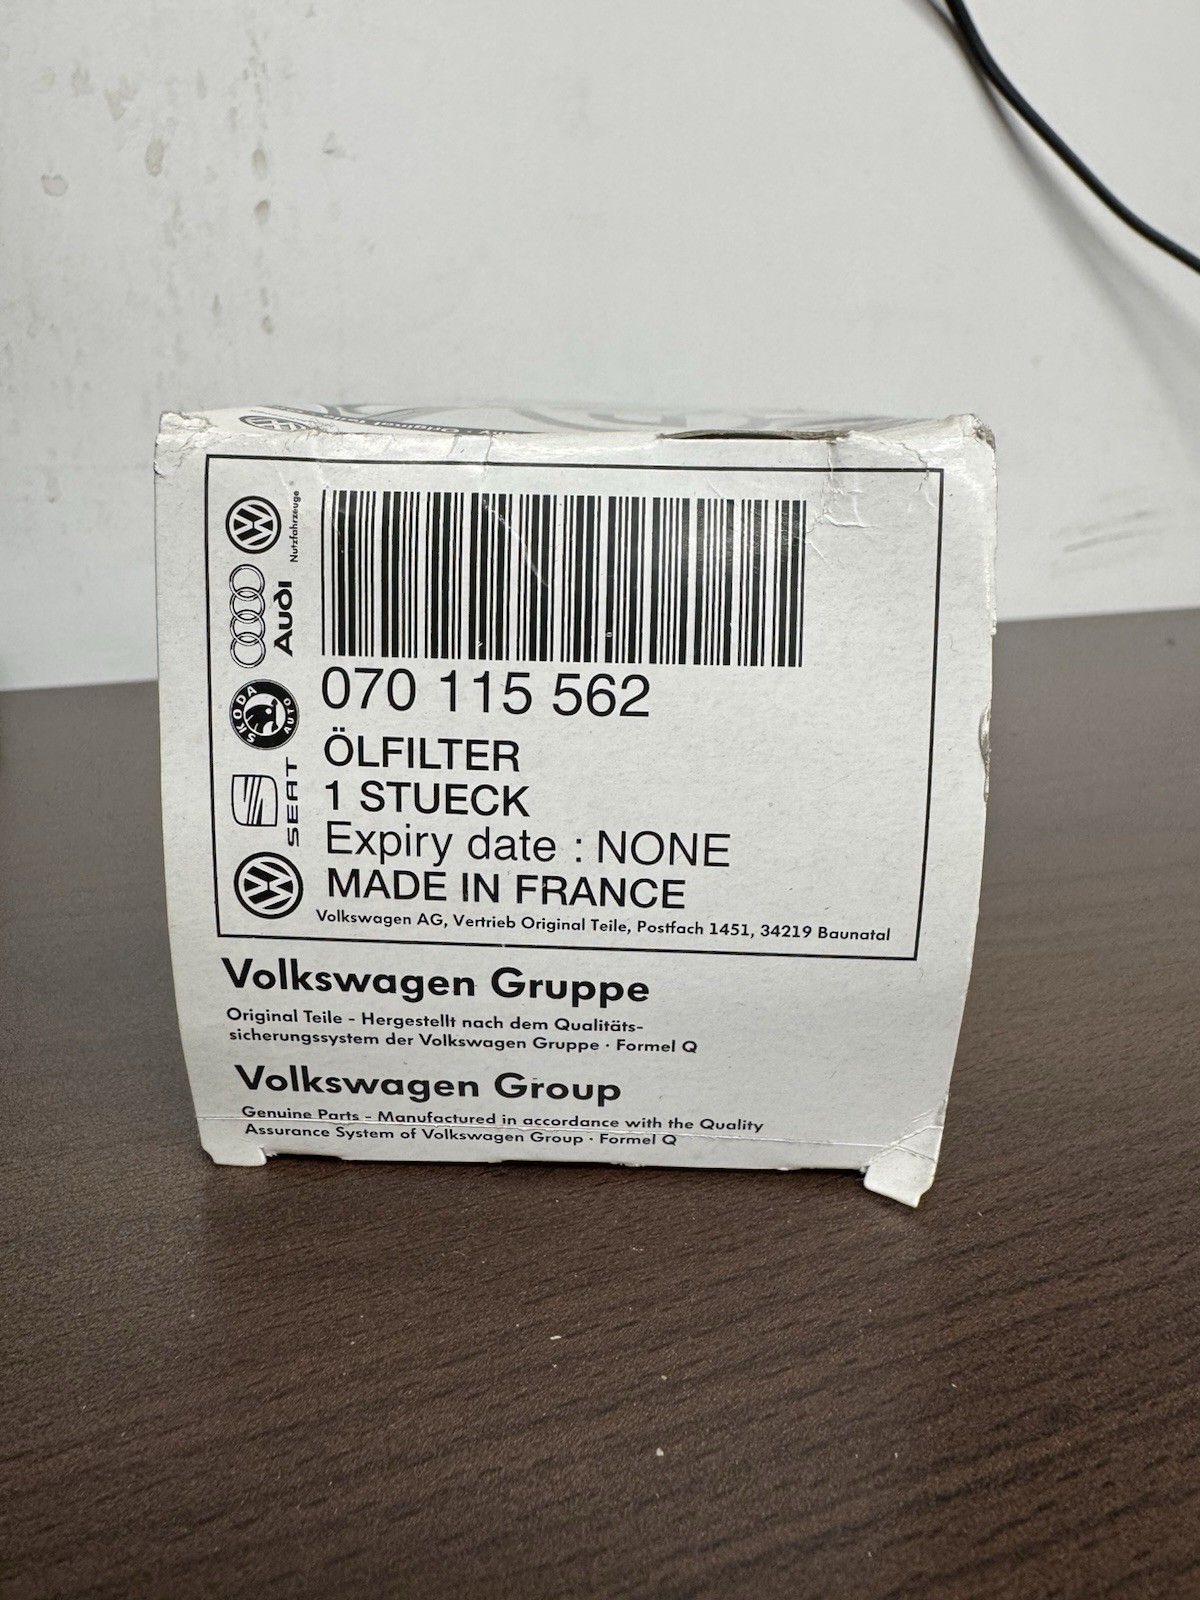 Nutzfahrzeuge
Audi
SKODA
AUTO
SEAT
070 115 562
ÖLFILTER
1 STUECK
Expiry date : NONE
MADE IN FRANCE
Volkswagen AG, Vertrieb Original Teile, Postfach 1451, 34219 Baunatal
Volkswagen Gruppe
Original Teile - Hergestellt nach dem Qualitäts-
sicherungssystem der Volkswagen Gruppe · Formel Q
Volkswagen Group
Genuine Parts - Manufactured in accordance with the Quality
Assurance System of Volkswagen Group · Formel Q